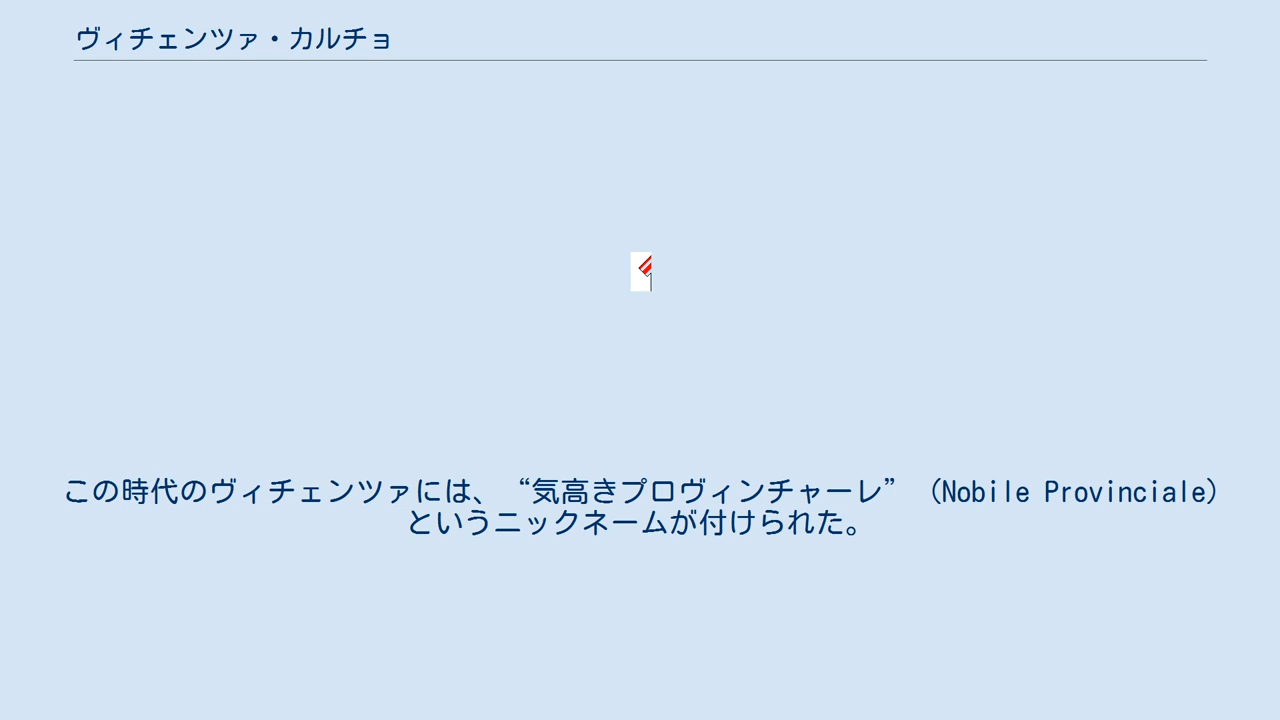 ヴィチェンツァ・カルチョ
この時代のヴィチェンツァには、“気高きプロヴィンチャーレ”（Nobile Provinciale）
というニックネームが付けられた。